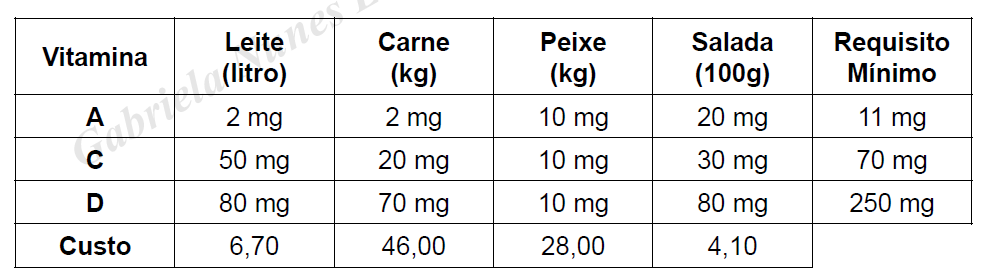 Vitamina Leite (litro) Carne (kg) Peixe (kg) Salada (100g) Requisito Mínimo
A 2 mg 2 mg 10 mg 20 mg 11 mg
C 50 mg 20 mg 10 mg 30 mg 70 mg
D 80 mg 70 mg 10 mg 80 mg 250 mg
Custo 6,70 46,00 28,00 4,10
Gabriela Nunes